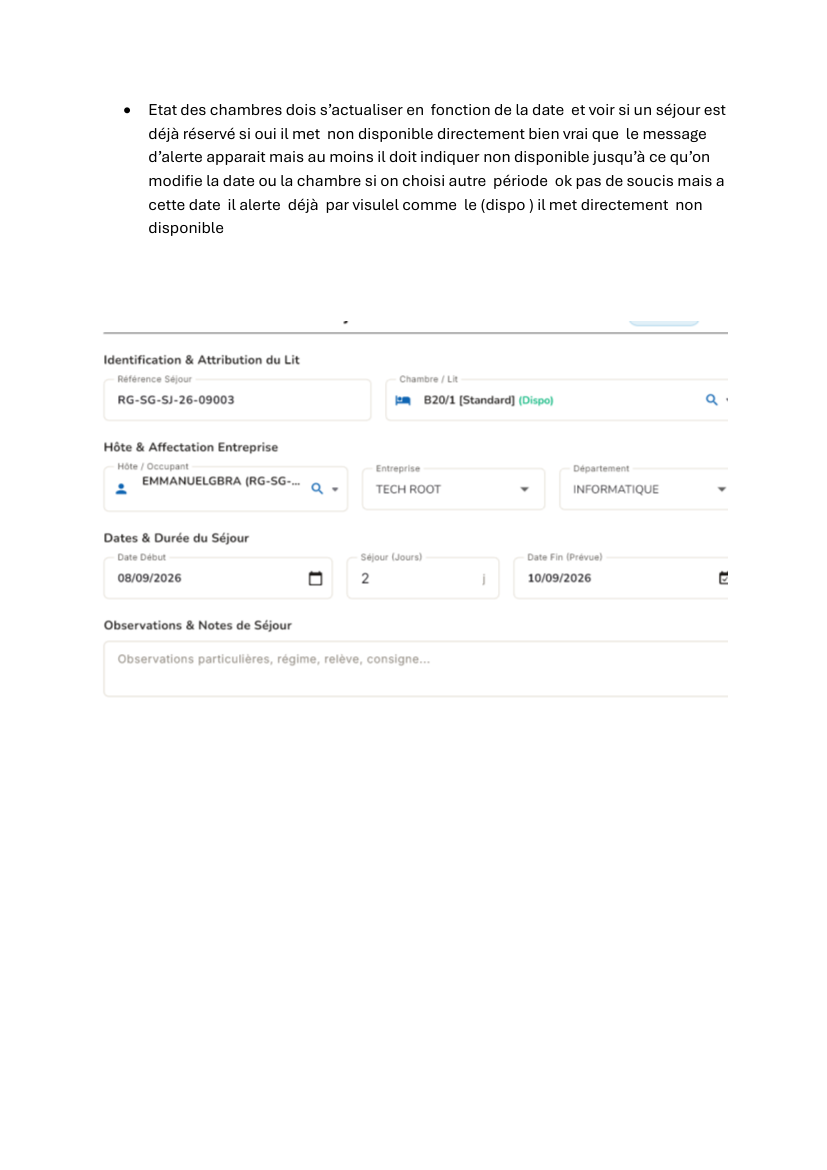 • Etat des chambres dois s’actualiser en fonction de la date et voir si un séjour est
déjà réservé si oui il met non disponible directement bien vrai que le message
d’alerte apparait mais au moins il doit indiquer non disponible jusqu’à ce qu’on
modifie la date ou la chambre si on choisi autre période ok pas de soucis mais a
cette date il alerte déjà par visulel comme le (dispo ) il met directement non
disponible
Identification & Attribution du Lit
Référence Séjour
RG-SG-SJ-26-09003
Chambre / Lit
B20/1 [Standard] (Dispo)
Hôte & Affectation Entreprise
Hôte / Occupant
EMMANUELGBRA (RG-SG-...
Entreprise
TECH ROOT
Département
INFORMATIQUE
Dates & Durée du Séjour
Date Début
08/09/2026
Séjour (Jours)
2 j
Date Fin (Prévue)
10/09/2026
Observations & Notes de Séjour
Observations particulières, régime, relève, consigne...